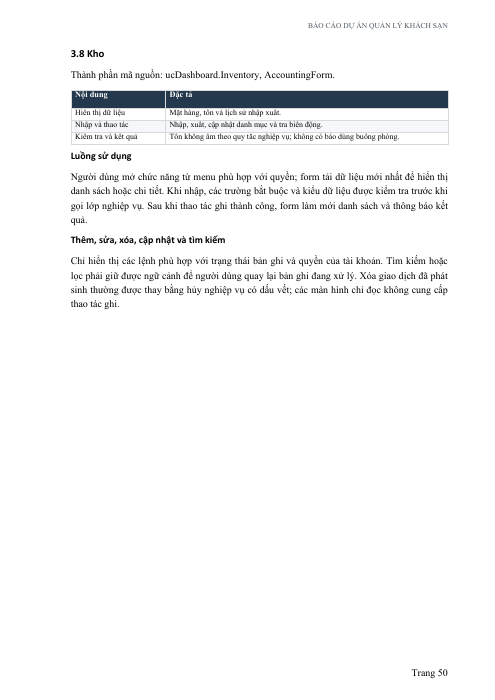 BÁO CÁO DỰ ÁN QUẢN LÝ KHÁCH SẠN
3.8 Kho
Thành phần mã nguồn: ucDashboard.Inventory, AccountingForm.
Nội dung Đặc tả
Hiển thị dữ liệu Mặt hàng, tồn và lịch sử nhập xuất.
Nhập và thao tác Nhập, xuất, cập nhật danh mục và tra biến động.
Kiểm tra và kết quả Tồn không âm theo quy tắc nghiệp vụ; không có báo dùng buồng phòng.
Luồng sử dụng
Người dùng mở chức năng từ menu phù hợp với quyền; form tải dữ liệu mới nhất để hiển thị
danh sách hoặc chi tiết. Khi nhập, các trường bắt buộc và kiểu dữ liệu được kiểm tra trước khi
gọi lớp nghiệp vụ. Sau khi thao tác ghi thành công, form làm mới danh sách và thông báo kết
quả.
Thêm, sửa, xóa, cập nhật và tìm kiếm
Chỉ hiển thị các lệnh phù hợp với trạng thái bản ghi và quyền của tài khoản. Tìm kiếm hoặc
lọc phải giữ được ngữ cảnh để người dùng quay lại bản ghi đang xử lý. Xóa giao dịch đã phát
sinh thường được thay bằng hủy nghiệp vụ có dấu vết; các màn hình chỉ đọc không cung cấp
thao tác ghi.
Trang 50